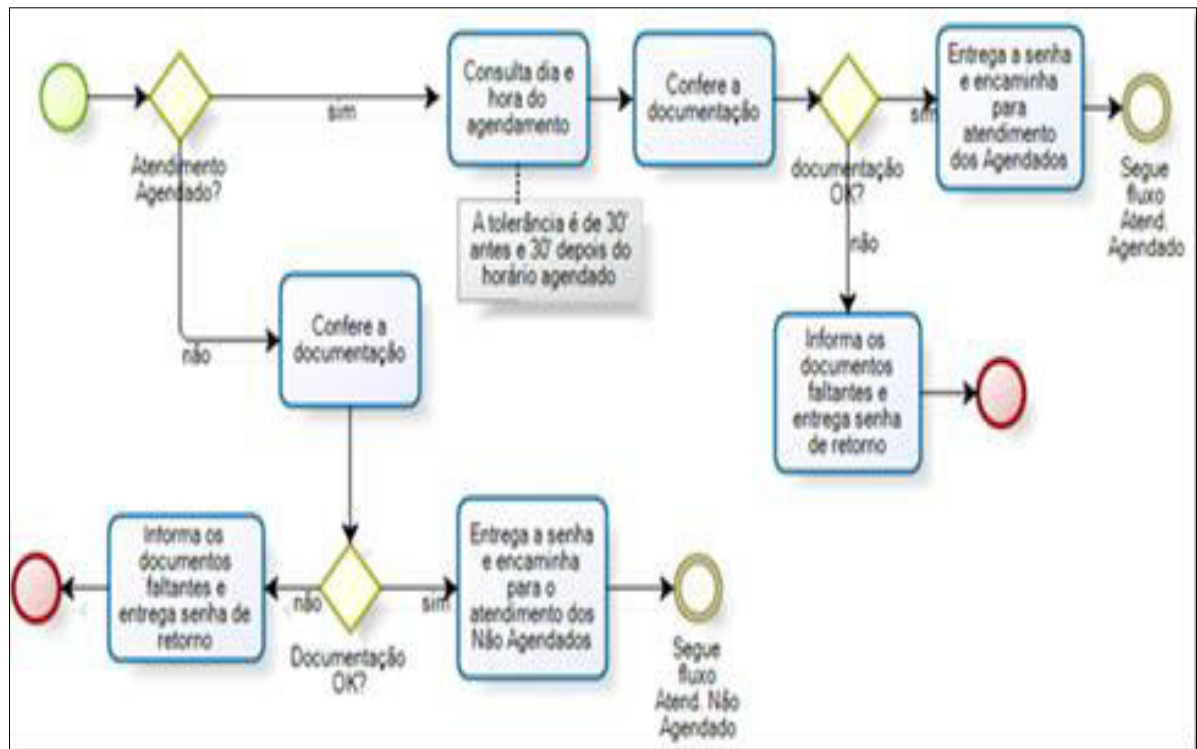 Atendimento
Agendado?
sim
Consulta dia e
hora do
agendamento
A tolerância é de 30'
antes e 30' depois do
horário agendado
Confere a
documentação
documentação
OK?
sim
Entrega a senha
e encaminha
para
atendimento
dos Agendados
Segue
fluxo
Atend.
Agendado
não
Informa os
documentos
faltantes e
entrega senha
de retorno
não
Confere a
documentação
Documentação
OK?
não
Informa os
documentos
faltantes e
entrega senha de
retorno
sim
Entrega a senha
e encaminha
para o
atendimento dos
Não Agendados
Segue
fluxo
Atend. Não
Agendado